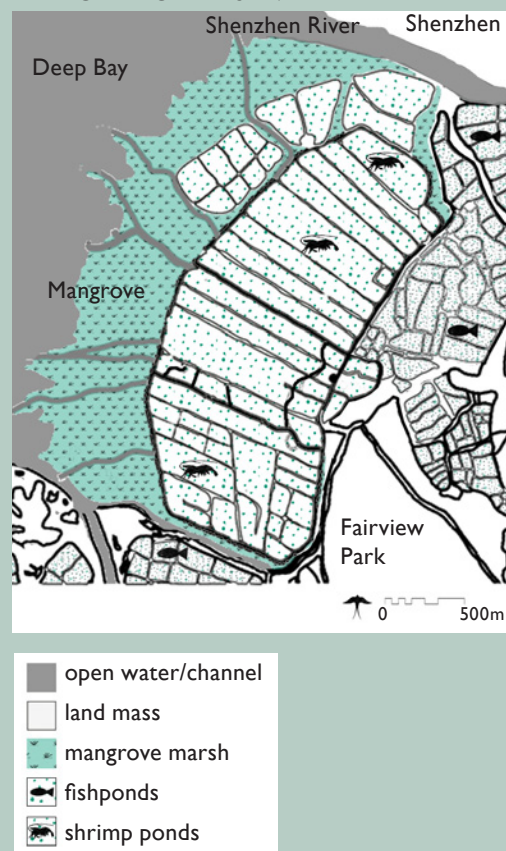 Shenzhen River
Shenzhen
Deep Bay
Mangrove
Fairview
Park
0
500m
open water/channel
land mass
mangrove marsh
fishponds
shrimp ponds